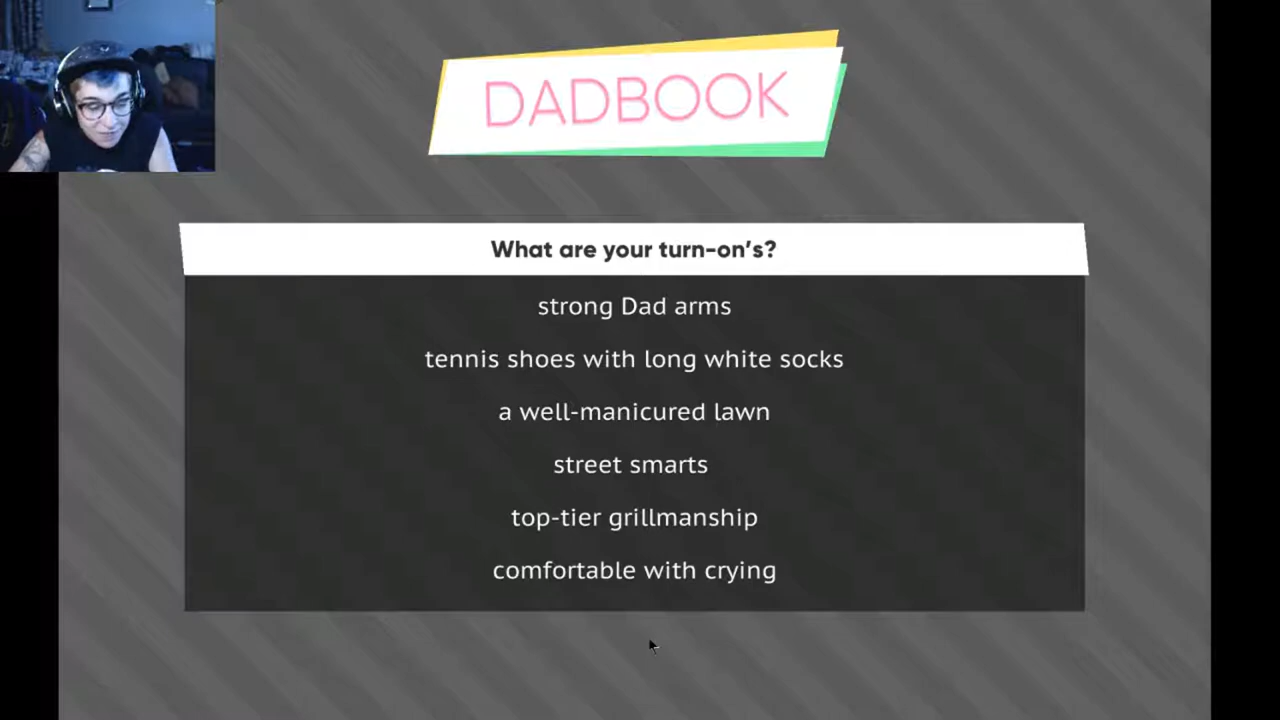 DADBOOK
What are your turn-on's?
strong Dad arms
tennis shoes with long white socks
a well-manicured lawn
street smarts
top-tier grillmanship
comfortable with crying